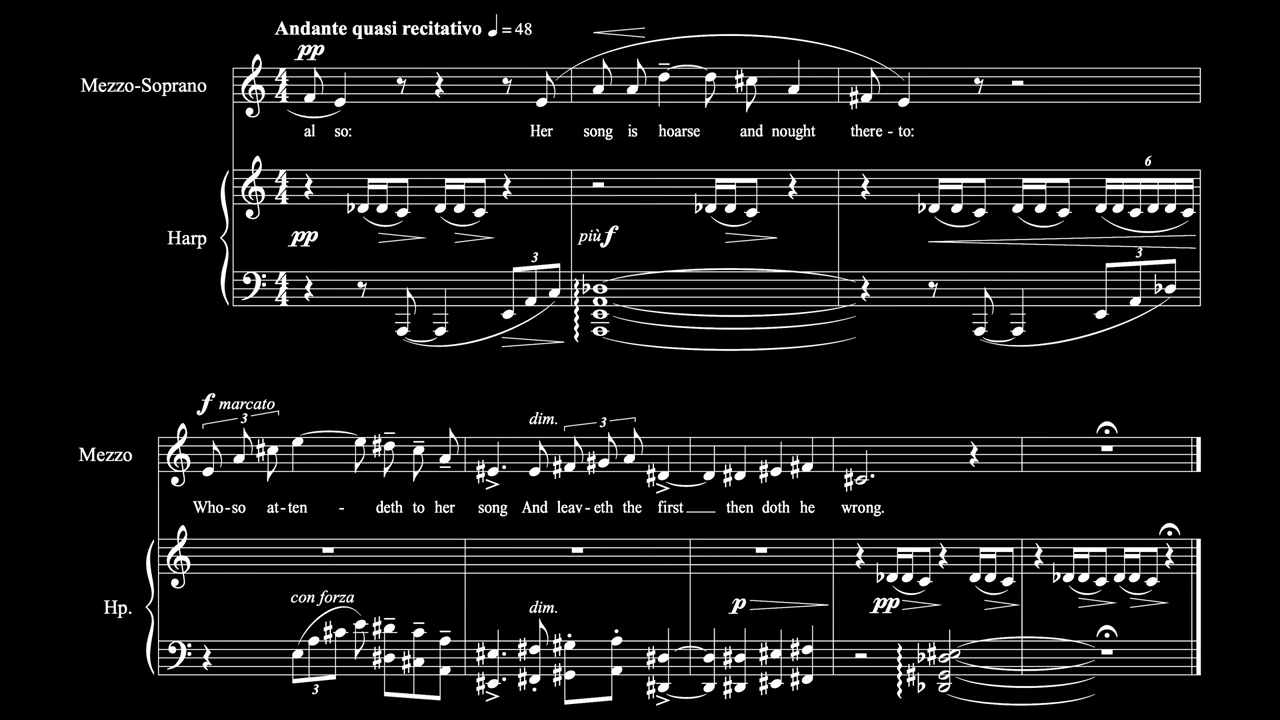 Andante quasi recitativo ♩= 48
pp
Mezzo-Soprano
al so: Her song is hoarse and nought there - to:
6
Harp
pp più f
3 3
f marcato
3 dim. 3
Mezzo
Who-so at-ten - deth to her song And leav-eth the first___ then doth he wrong.
Hp.
con forza dim. p pp
3